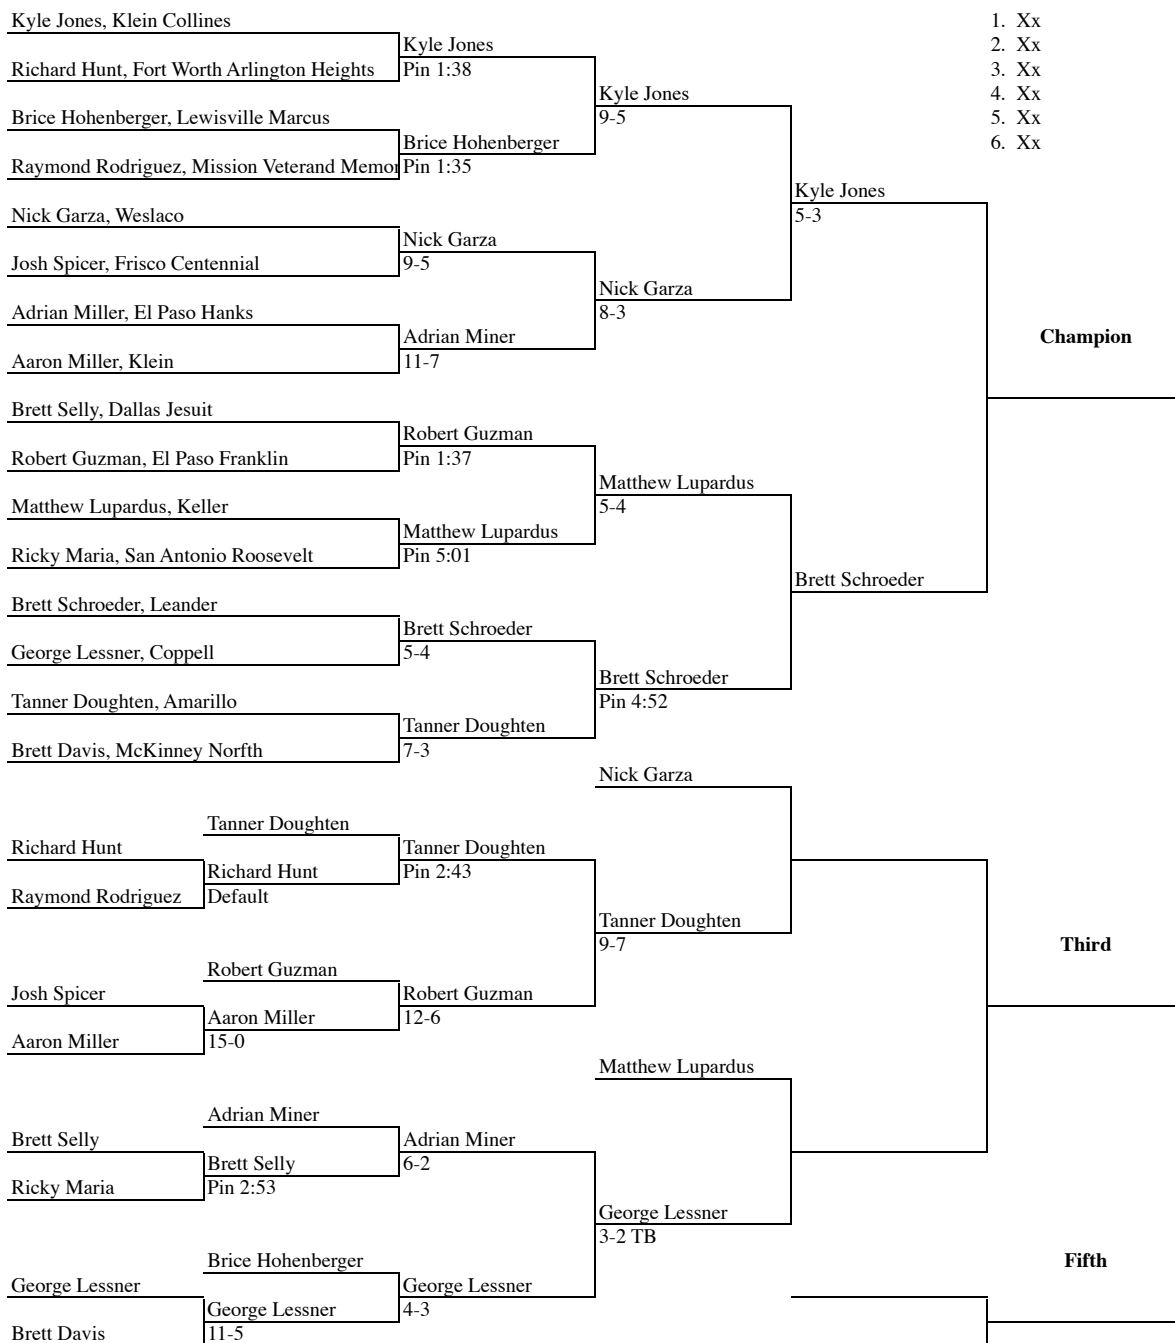 Kyle Jones, Klein Collines
1. Xx
Kyle Jones
2. Xx
Richard Hunt, Fort Worth Arlington Heights
Pin 1:38
3. Xx
Kyle Jones
4. Xx
Brice Hohenberger, Lewisville Marcus
9-5
5. Xx
Brice Hohenberger
6. Xx
Raymond Rodriguez, Mission Veterand Memor
Pin 1:35
Kyle Jones
Nick Garza, Weslaco
5-3
Nick Garza
Josh Spicer, Frisco Centennial
9-5
Nick Garza
Adrian Miller, El Paso Hanks
8-3
Adrian Miner
Champion
Aaron Miller, Klein
11-7
Brett Selly, Dallas Jesuit
Robert Guzman
Robert Guzman, El Paso Franklin
Pin 1:37
Matthew Lupardus
Matthew Lupardus, Keller
5-4
Matthew Lupardus
Ricky Maria, San Antonio Roosevelt
Pin 5:01
Brett Schroeder
Brett Schroeder, Leander
Brett Schroeder
George Lessner, Coppell
5-4
Brett Schroeder
Tanner Doughten, Amarillo
Pin 4:52
Tanner Doughten
Brett Davis, McKinney Norfth
7-3
Nick Garza
Tanner Doughten
Richard Hunt
Tanner Doughten
Richard Hunt
Pin 2:43
Raymond Rodriguez
Default
Tanner Doughten
9-7
Third
Robert Guzman
Josh Spicer
Robert Guzman
Aaron Miller
12-6
Aaron Miller
15-0
Matthew Lupardus
Adrian Miner
Brett Selly
Adrian Miner
Brett Selly
6-2
Ricky Maria
Pin 2:53
George Lessner
3-2 TB
Brice Hohenberger
Fifth
George Lessner
George Lessner
George Lessner
4-3
Brett Davis
11-5